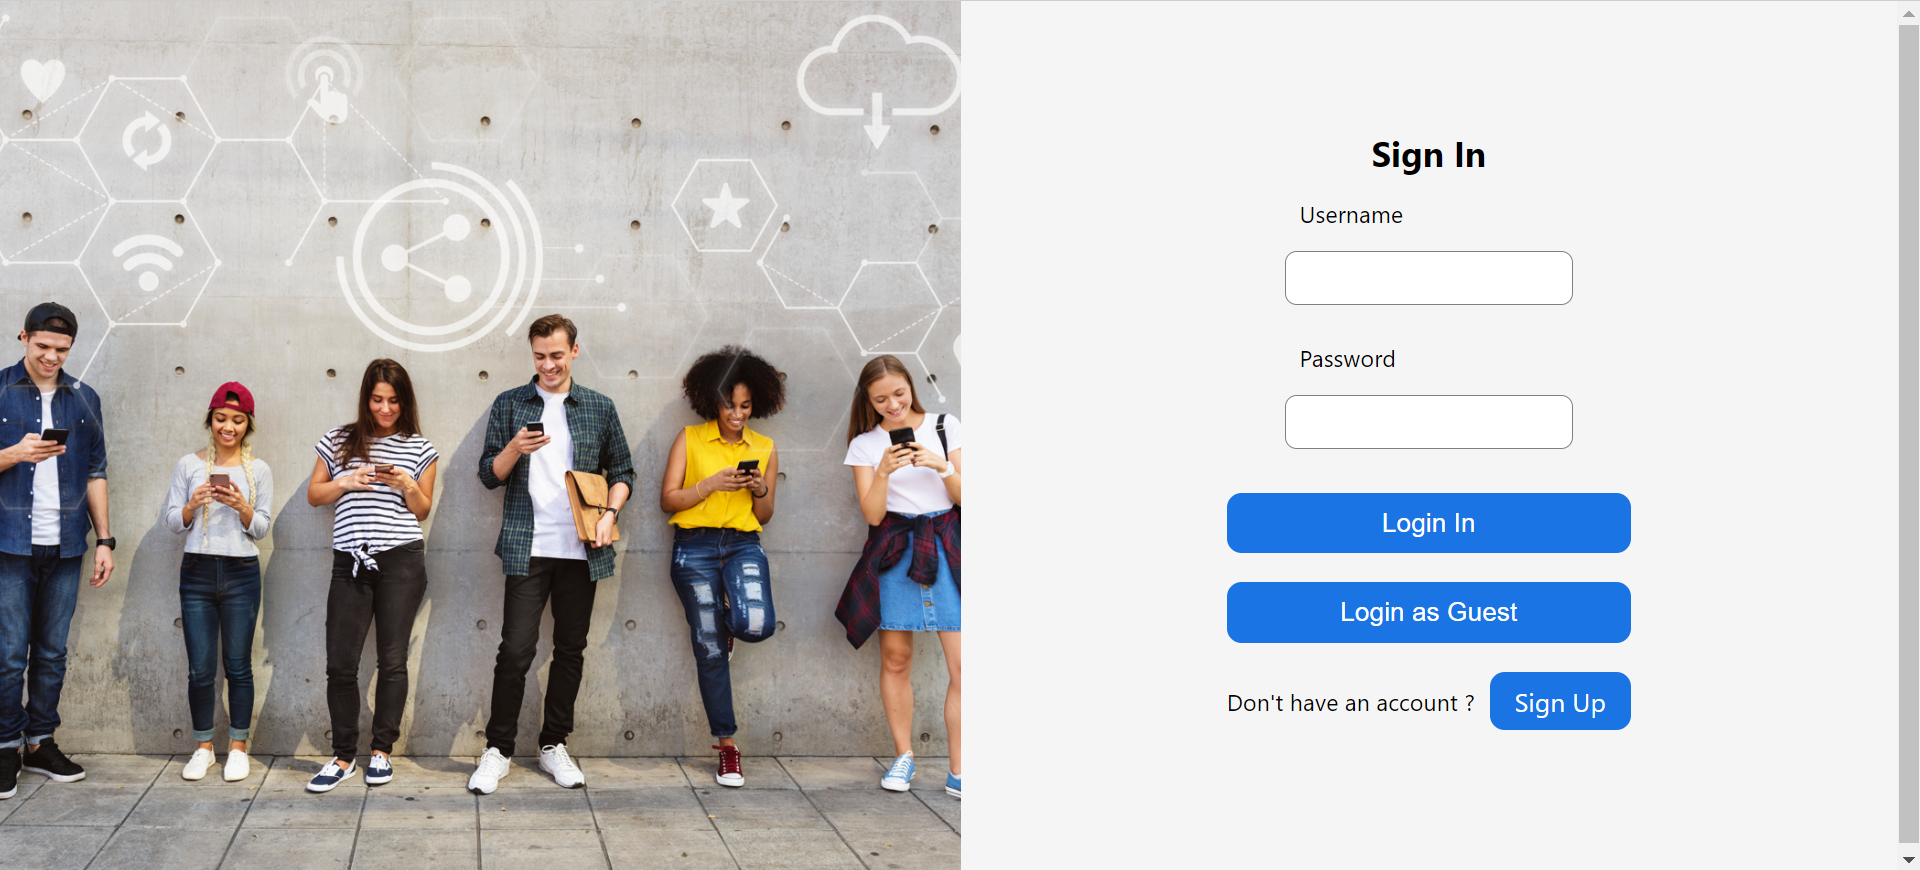 Sign In
Username
Password
Login In
Login as Guest
Don't have an account ? Sign Up